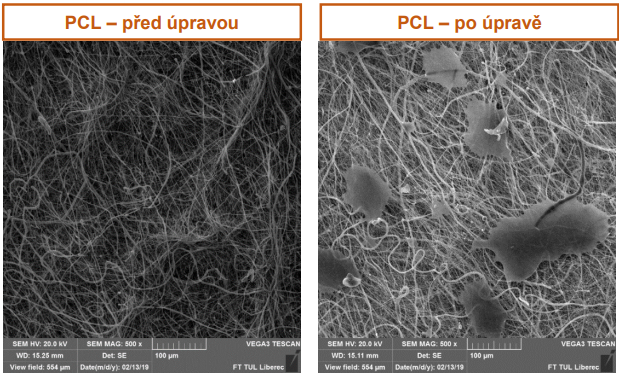 PCL – před úpravou
PCL – po úpravě
SEM HV: 20.0 kV
SEM MAG: 500 x
VEGA3 TESCAN
WD: 15.25 mm
Det: SE
100 µm
View field: 554 µm
Date(m/d/y): 02/13/19
FT TUL Liberec
SEM HV: 20.0 kV
SEM MAG: 500 x
VEGA3 TESCAN
WD: 15.11 mm
Det: SE
100 µm
View field: 554 µm
Date(m/d/y): 02/13/19
FT TUL Liberec